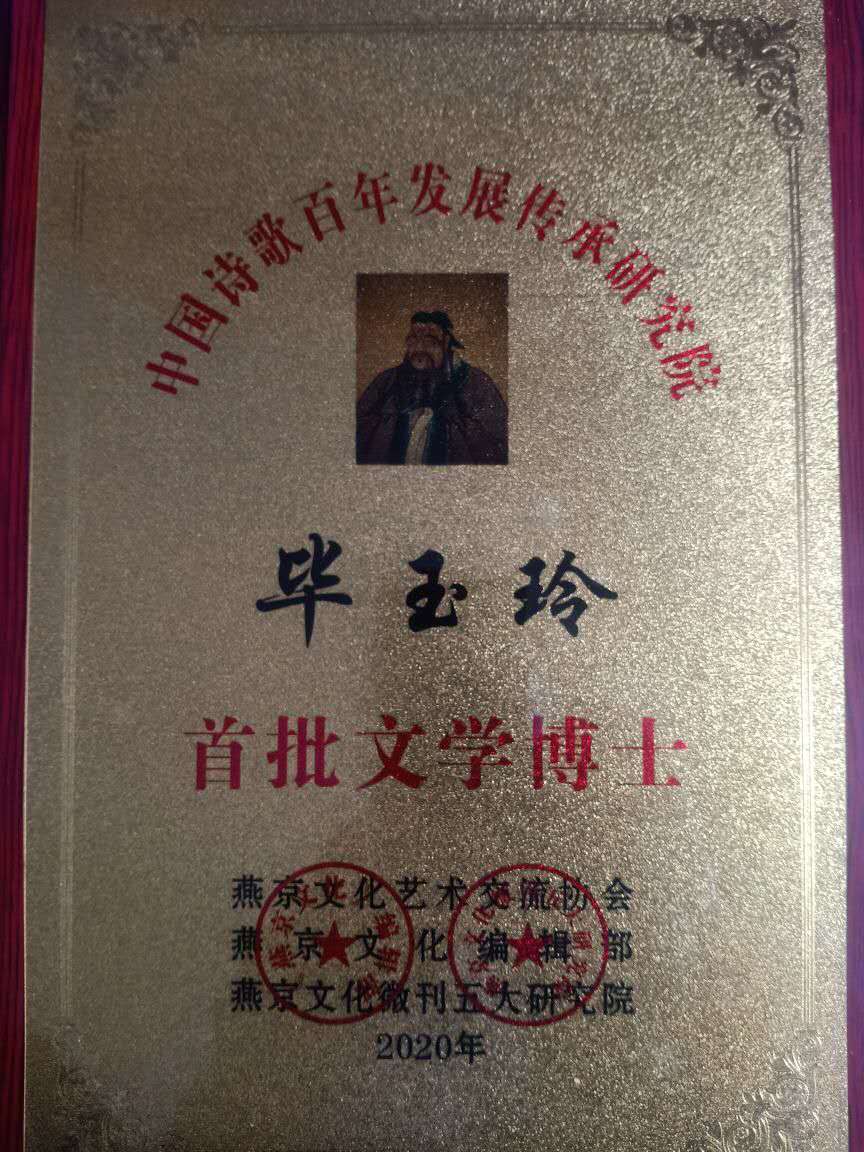 中国诗歌百年发展传承研究院
毕玉玲
首批文学博士
燕京文化艺术交流协会
燕京文化编辑部
燕京文化微刊五大研究院
2020年